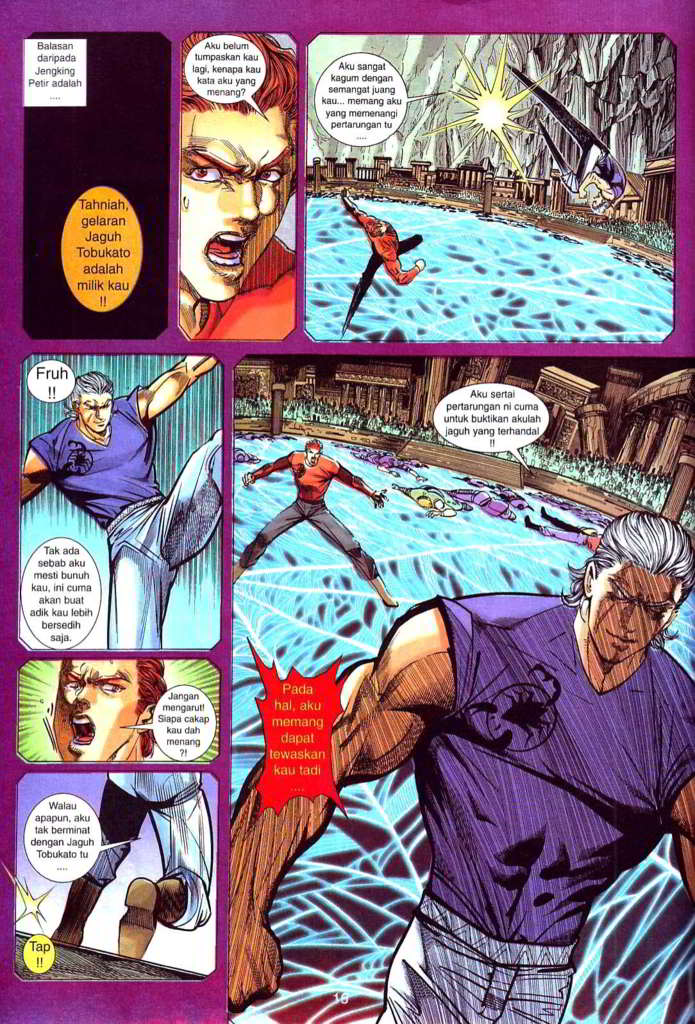 Balasan
daripada
Jengking
Petir adalah
....
Tahniah,
gelaran
Jaguh
Tobukato
adalah
milik kau
!!
Aku belum
tumpaskan kau
lagi, kenapa kau
kata aku yang
menang?
Aku sangat
kagum dengan
semangat juang
kau... memang aku
yang memenangi
pertarungan tu
....
Fruh
!!
Tak ada
sebab aku
mesti bunuh
kau, ini cuma
akan buat
adik kau lebih
bersedih
saja.
Aku sertai
pertarungan ni cuma
untuk buktikan akulah
jaguh yang terhandal
!!
Pada
hal, aku
memang
dapat
tewaskan
kau tadi
....
Jangan
mengarut!
Siapa cakap
kau dah
menang
?!
Walau
apapun, aku
tak berminat
dengan Jaguh
Tobukato tu
....
Tap
!!
18